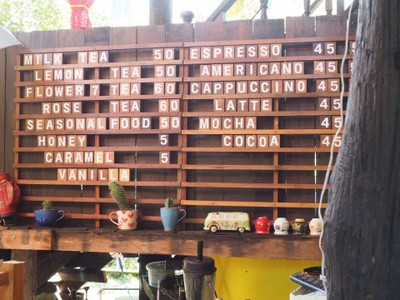 MILK TEA 50
LEMON TEA 50
FLOWER 7 TEA 60
ROSE TEA 60
SEASONAL FOOD 50
HONEY 5
CARAMEL 5
VANILLA
ESPRESSO 45
AMERICANO 45
CAPPUCCINO 45
LATTE 45
MOCHA 45
COCOA 45